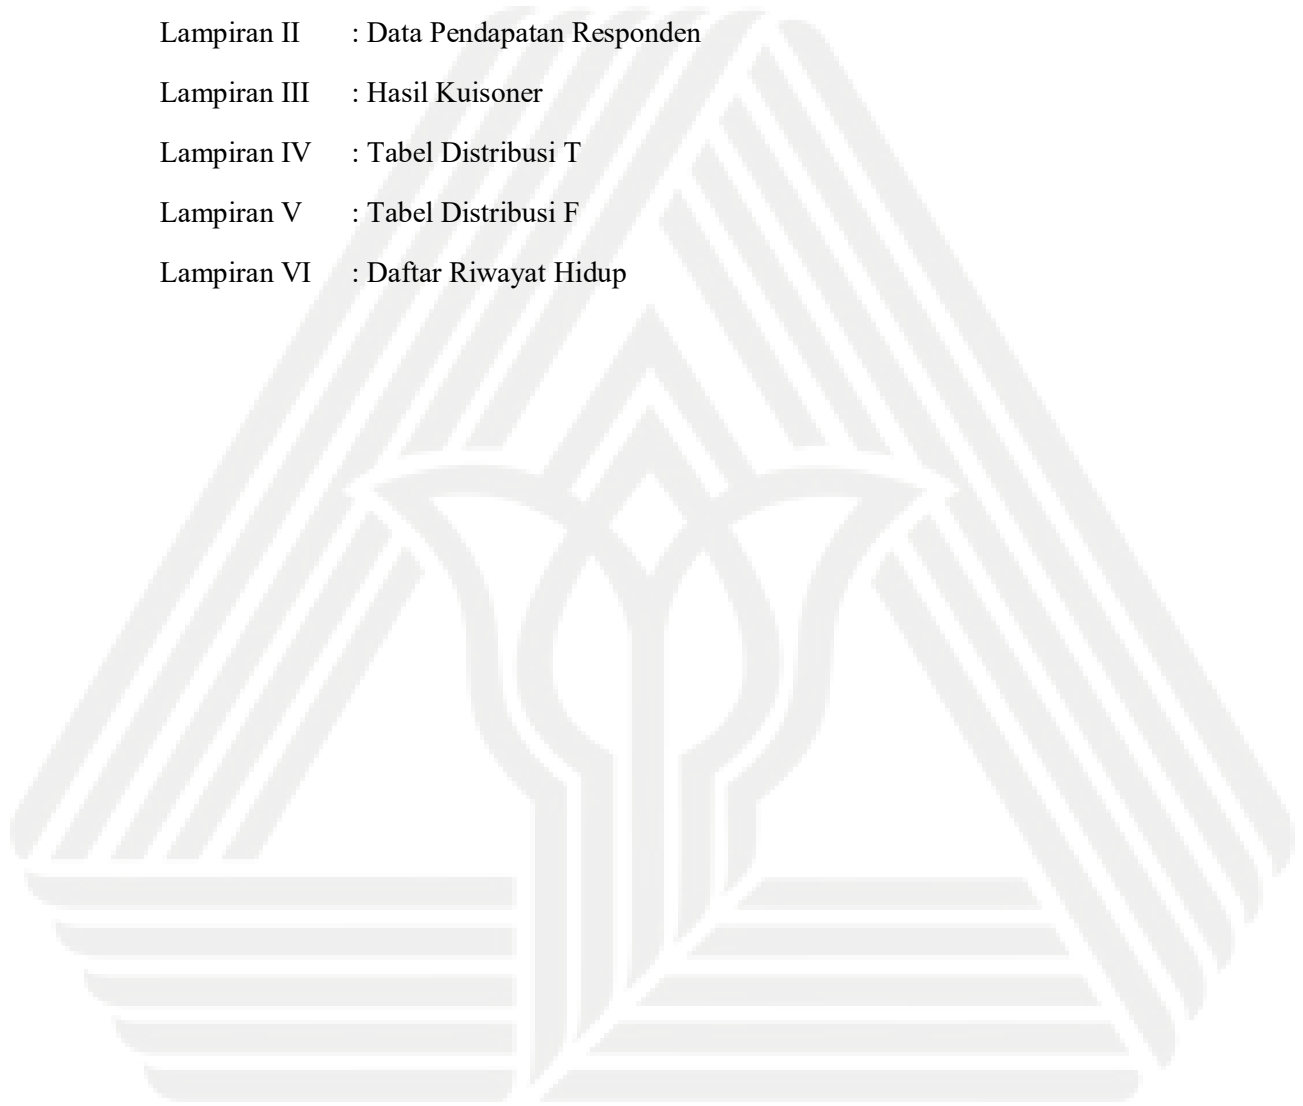 Lampiran II : Data Pendapatan Responden
Lampiran III : Hasil Kuisoner
Lampiran IV : Tabel Distribusi T
Lampiran V : Tabel Distribusi F
Lampiran VI : Daftar Riwayat Hidup